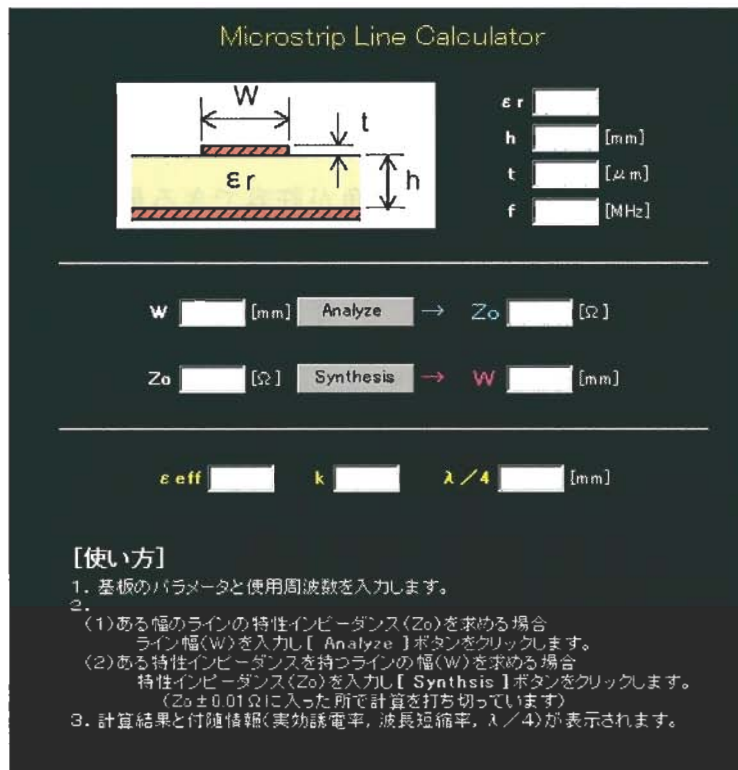 Microstrip Line Calculator
W
t
εr
h
εr
h [mm]
t [μm]
f [MHz]
W [mm] Analyze → Zo [Ω]
Zo [Ω] Synthesis → W [mm]
εeff k λ/4 [mm]
[使い方]
1. 基板のパラメータと使用周波数を入力します。
2.
(1)ある幅のラインの特性インピーダンス(Zo)を求める場合
ライン幅(W)を入力し[ Analyze ]ボタンをクリックします。
(2)ある特性インピーダンスを持つラインの幅(W)を求める場合
特性インピーダンス(Zo)を入力し[ Synthsis ]ボタンをクリックします。
(Zo±0.01Ωに入った所で計算を打ち切っています)
3. 計算結果と付随情報(実効誘電率, 波長短縮率, λ/4)が表示されます。